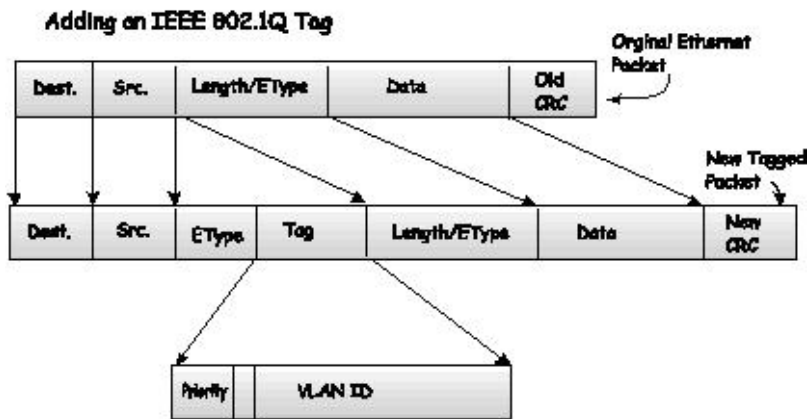 Adding an IEEE 802.1Q Tag
Orginal Ethernet
Packet
Dest. Src. Length/EType Data Old
CRC
New Tagged
Packet
Dest. Src. EType Tag Length/EType Data New
CRC
Priority VLAN ID